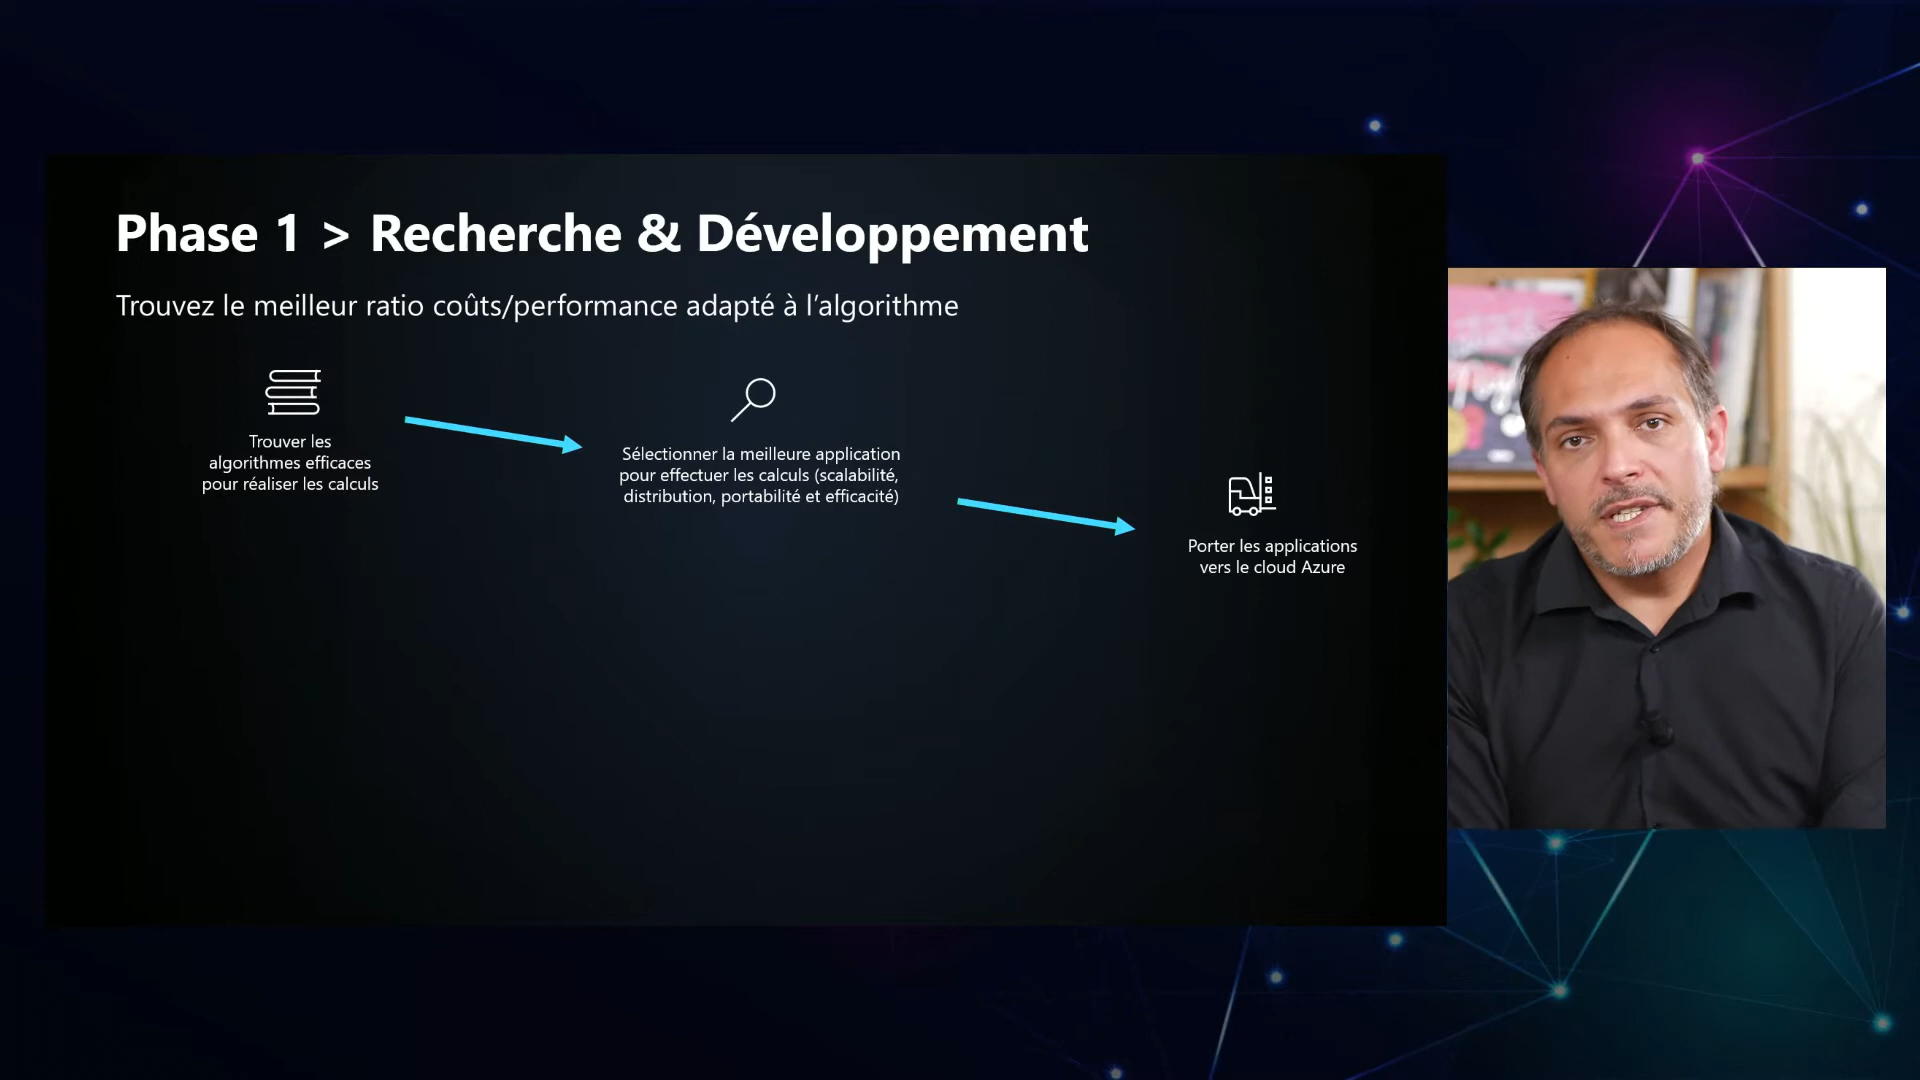 Phase 1 > Recherche & Développement
Trouvez le meilleur ratio coûts/performance adapté à l’algorithme
Trouver les
algorithmes efficaces
pour réaliser les calculs
Sélectionner la meilleure application
pour effectuer les calculs (scalabilité,
distribution, portabilité et efficacité)
Porter les applications
vers le cloud Azure